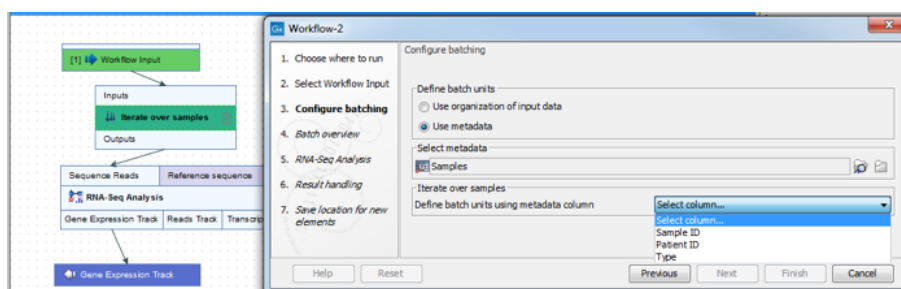 [1] Workflow Input
Inputs
Iterate over samples
Outputs
Sequence Reads
Reference sequence
RNA-Seq Analysis
Gene Expression Track
Reads Track
Transcrip
Gene Expression Track
Workflow-2
1. Choose where to run
2. Select Workflow Input
3. Configure batching
4. Batch overview
5. RNA-Seq Analysis
6. Result handling
7. Save location for new
elements
Configure batching
Define batch units
Use organization of input data
Use metadata
Select metadata
Samples
Iterate over samples
Define batch units using metadata column
Select column...
Select column...
Sample ID
Patient ID
Type
Help
Reset
Previous
Next
Finish
Cancel